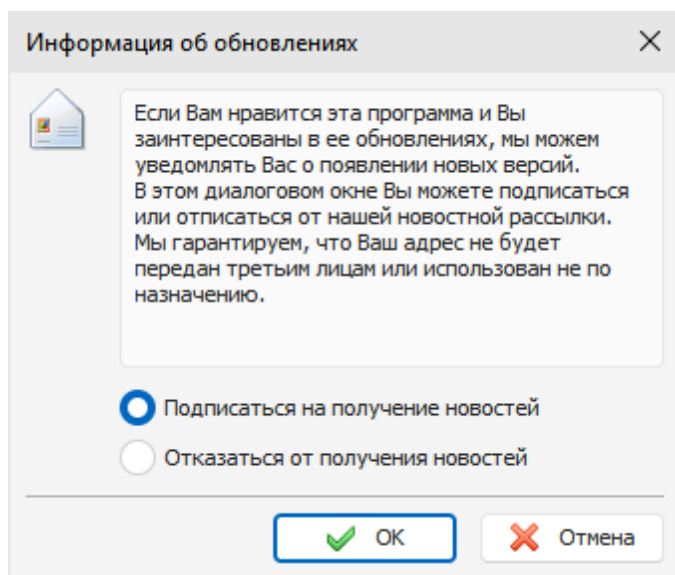 Информация об обновлениях
Если Вам нравится эта программа и Вы
заинтересованы в ее обновлениях, мы можем
уведомлять Вас о появлении новых версий.
В этом диалоговом окне Вы можете подписаться
или отписаться от нашей новостной рассылки.
Мы гарантируем, что Ваш адрес не будет
передан третьим лицам или использован не по
назначению.
Подписаться на получение новостей
Отказаться от получения новостей
OK
Отмена